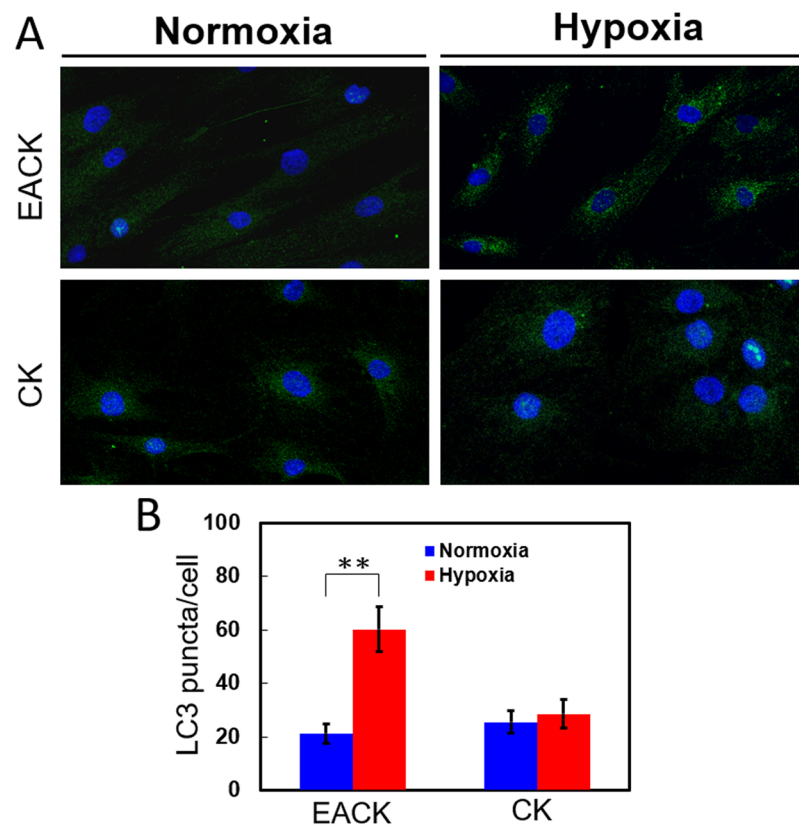 A
Normoxia Hypoxia
EACK
CK
B
100
80
60
40
20
0
LC3 puncta/cell
**
Normoxia
Hypoxia
EACK CK